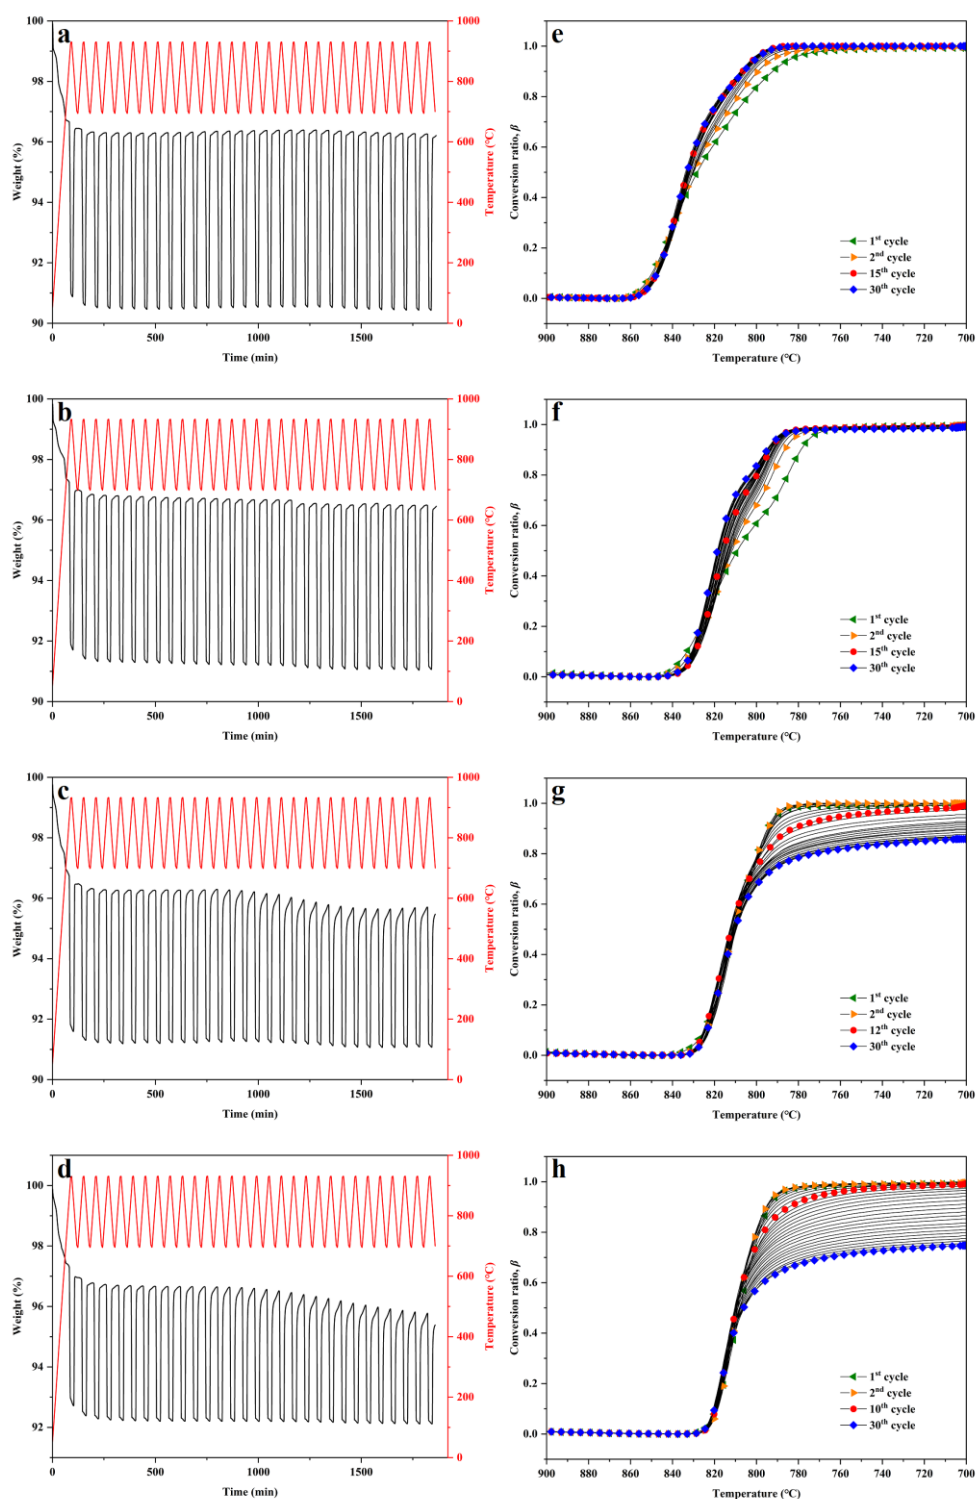 a
100
98
96
94
92
90
Weight (%)
1000
800
600
400
200
0
Temperature (°C)
0
500
1000
1500
Time (min)
e
1.0
0.8
0.6
0.4
0.2
0.0
Conversion ratio, β
1st cycle
2nd cycle
15th cycle
30th cycle
900 880 860 840 820 800 780 760 740 720 700
Temperature (°C)
b
100
98
96
94
92
90
Weight (%)
1000
800
600
400
200
0
Temperature (°C)
0
500
1000
1500
Time (min)
f
1.0
0.8
0.6
0.4
0.2
0.0
Conversion ratio, β
1st cycle
2nd cycle
15th cycle
30th cycle
900 880 860 840 820 800 780 760 740 720 700
Temperature (°C)
c
100
98
96
94
92
90
Weight (%)
1000
800
600
400
200
0
Temperature (°C)
0
500
1000
1500
Time (min)
g
1.0
0.8
0.6
0.4
0.2
0.0
Conversion ratio, β
1st cycle
2nd cycle
12th cycle
30th cycle
900 880 860 840 820 800 780 760 740 720 700
Temperature (°C)
d
100
98
96
94
92
Weight (%)
1000
800
600
400
200
0
Temperature (°C)
0
500
1000
1500
Time (min)
h
1.0
0.8
0.6
0.4
0.2
0.0
Conversion ratio, β
1st cycle
2nd cycle
10th cycle
30th cycle
900 880 860 840 820 800 780 760 740 720 700
Temperature (°C)